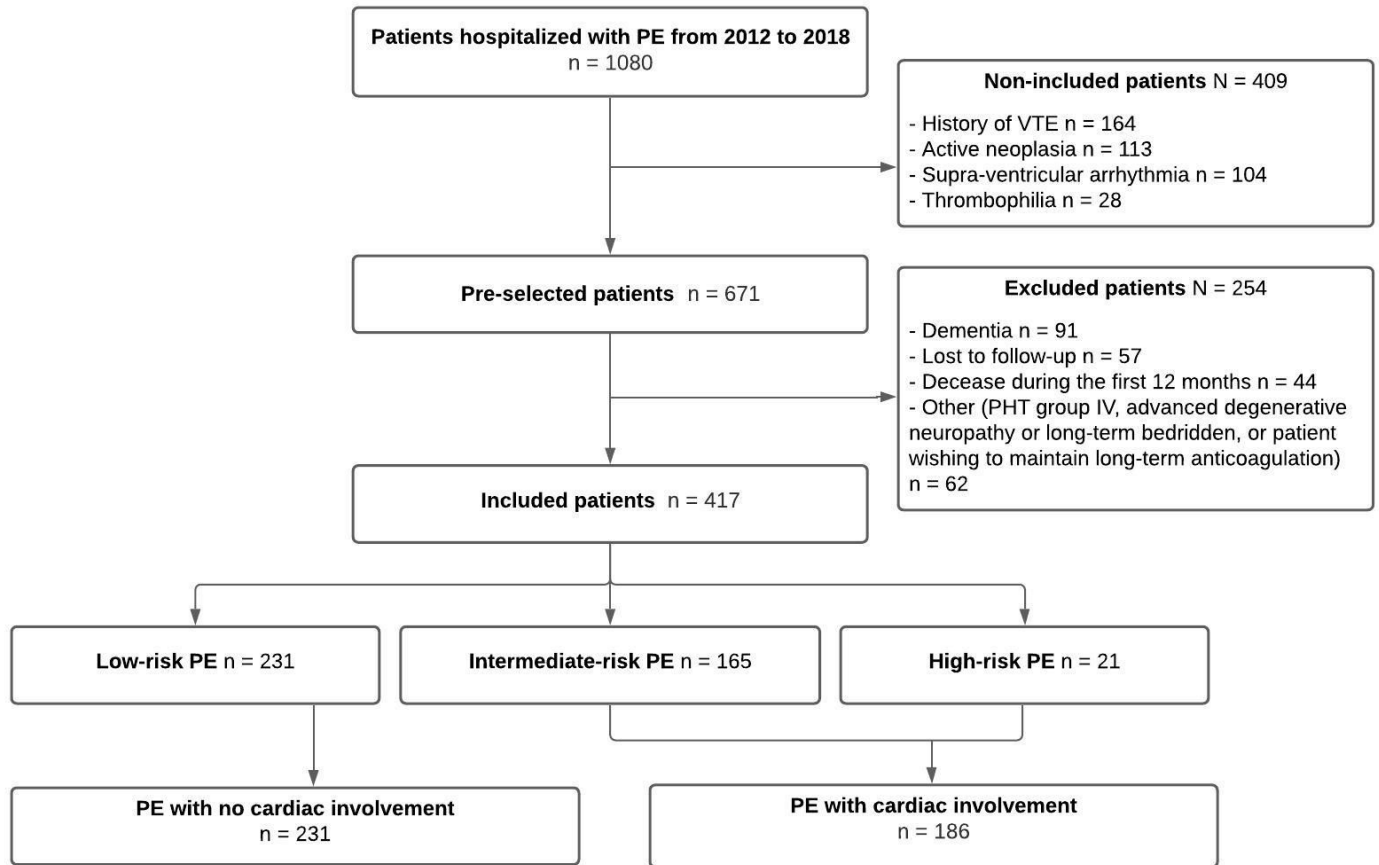 Patients hospitalized with PE from 2012 to 2018
n = 1080
Non-included patients N = 409
- History of VTE n = 164
- Active neoplasia n = 113
- Supra-ventricular arrhythmia n = 104
- Thrombophilia n = 28
Pre-selected patients n = 671
Excluded patients N = 254
- Dementia n = 91
- Lost to follow-up n = 57
- Decease during the first 12 months n = 44
- Other (PHT group IV, advanced degenerative
neuropathy or long-term bedridden, or patient
wishing to maintain long-term anticoagulation)
n = 62
Included patients n = 417
Low-risk PE n = 231
Intermediate-risk PE n = 165
High-risk PE n = 21
PE with no cardiac involvement
n = 231
PE with cardiac involvement
n = 186